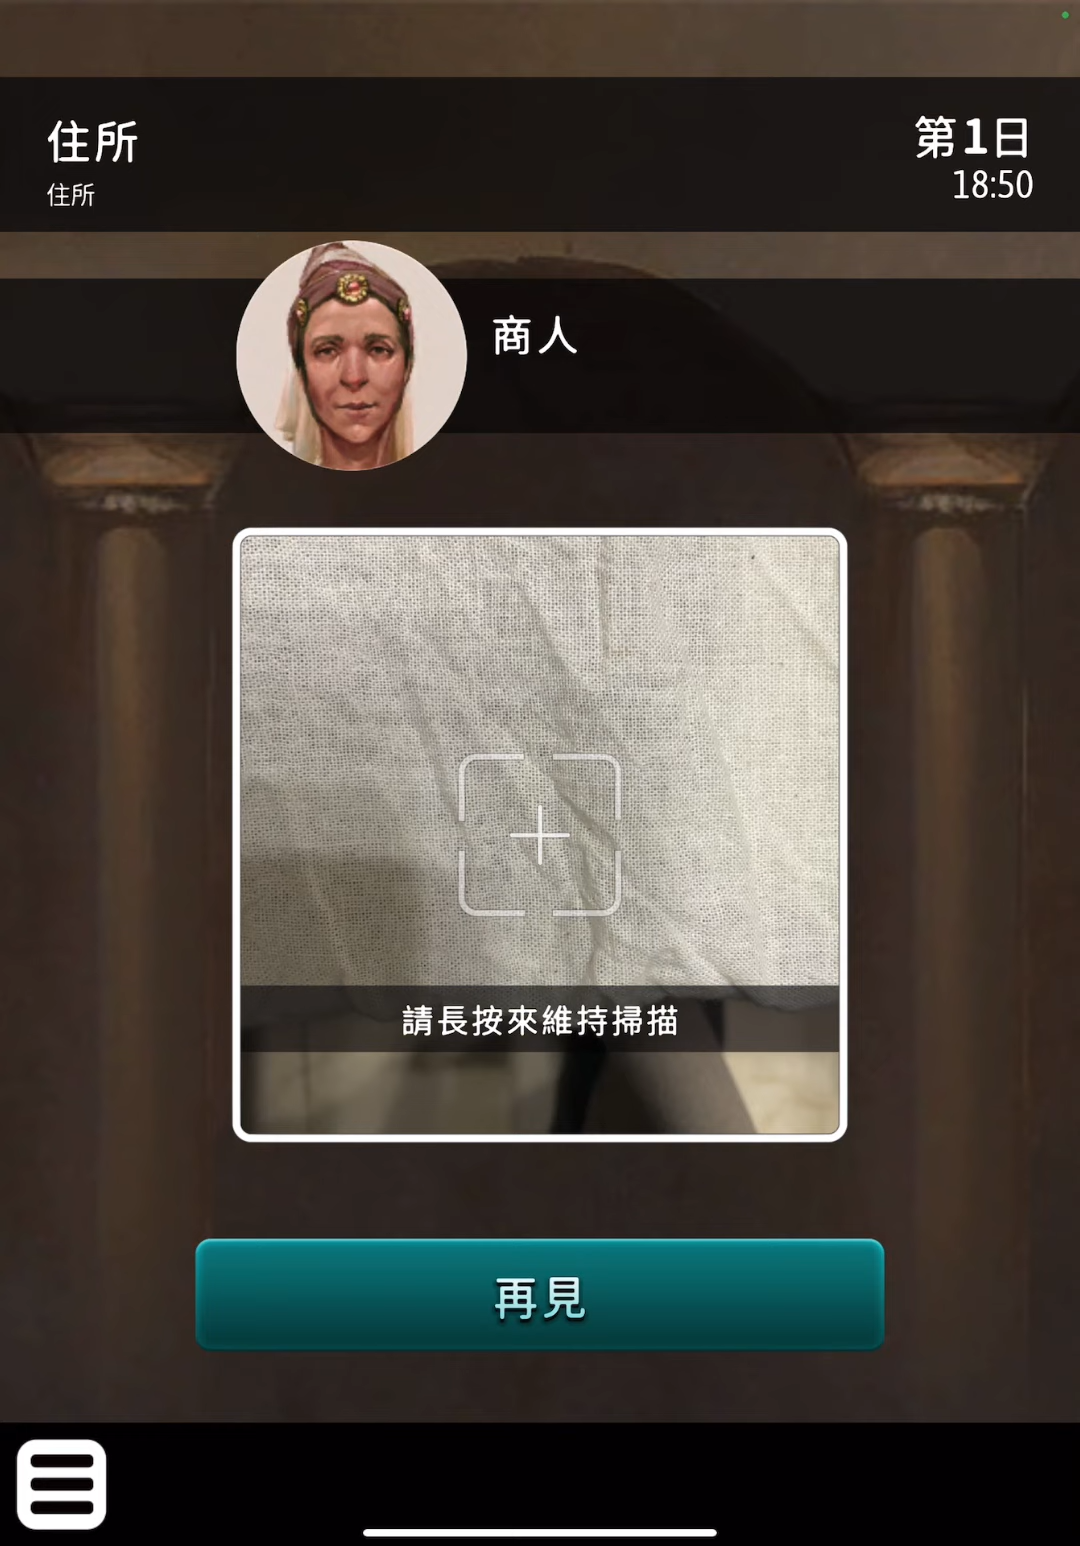 住所
住所
第1日
18:50
商人
請長按來維持掃描
再見